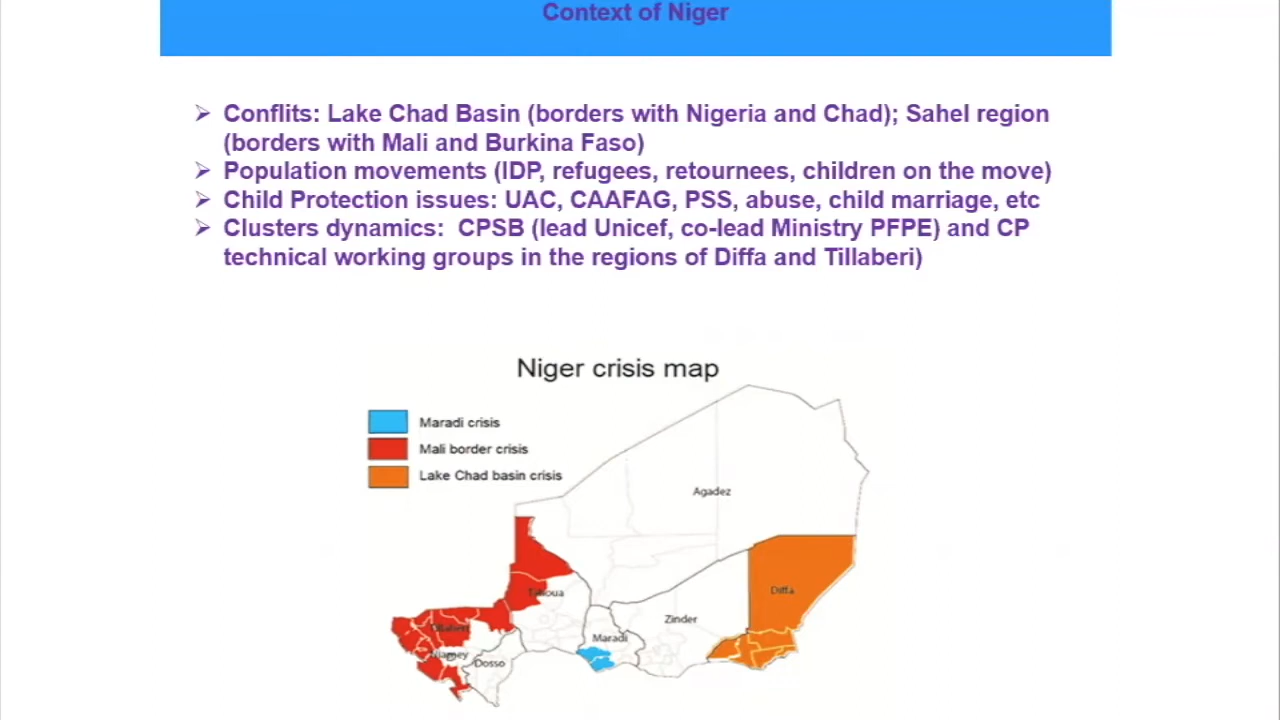 Context of Niger
➢ Conflits: Lake Chad Basin (borders with Nigeria and Chad); Sahel region
(borders with Mali and Burkina Faso)
➢ Population movements (IDP, refugees, retournees, children on the move)
➢ Child Protection issues: UAC, CAAFAG, PSS, abuse, child marriage, etc
➢ Clusters dynamics:  CPSB (lead Unicef, co-lead Ministry PFPE) and CP
technical working groups in the regions of Diffa and Tillaberi)
Niger crisis map
Maradi crisis
Mali border crisis
Lake Chad basin crisis
Agadez
Diffa
Tahoua
Zinder
Tillaberi
Maradi
Niamey
Dosso